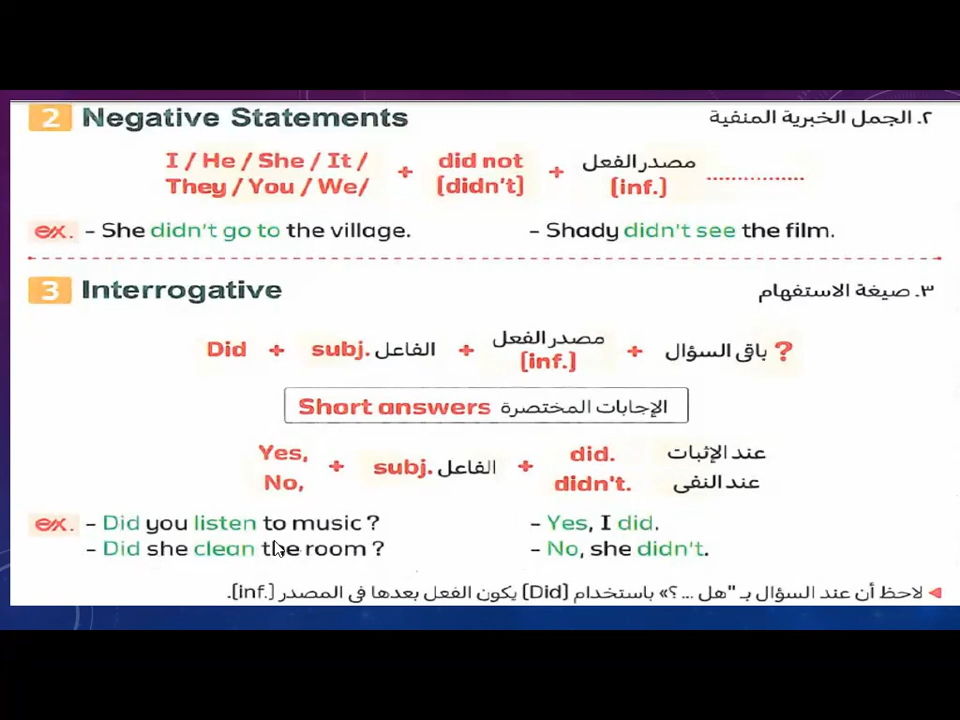 2 Negative Statements ٢. الجمل الخبرية المنفية
I / He / She / It / + did not + مصدر الفعل
They / You / We/ (didn't) (inf.) ................
ex. - She didn't go to the village. - Shady didn't see the film.
3 Interrogative ٣. صيغة الاستفهام
Did + subj. الفاعل + مصدر الفعل (inf.) + باقى السؤال ?
Short answers الإجابات المختصرة
Yes, + subj. الفاعل + did. عند الإثبات
No, didn't. عند النفى
ex. - Did you listen to music ? - Yes, I did.
- Did she clean the room ? - No, she didn't.
◄ لاحظ أن عند السؤال بـ "هل ... ؟» باستخدام (Did) يكون الفعل بعدها فى المصدر (inf.).